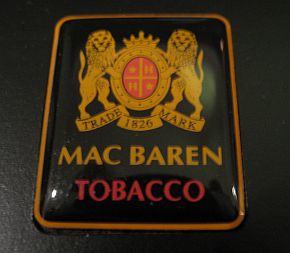 H
H
TRADE MARK
1826
MAC BAREN
TOBACCO